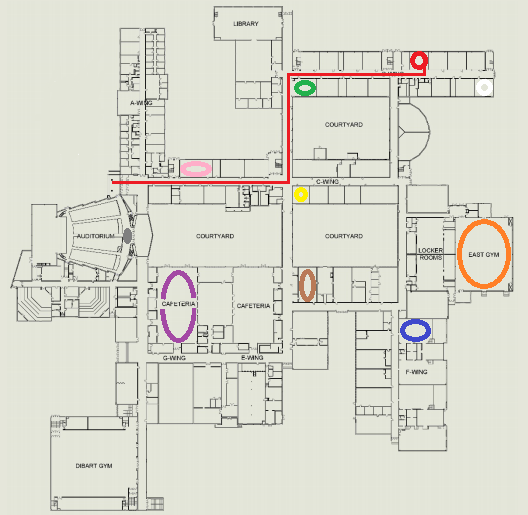 LIBRARY
A-WING
COURTYARD
C-WING
AUDITORIUM
COURTYARD
COURTYARD
LOCKER
ROOMS
EAST GYM
CAFETERIA
CAFETERIA
F-WING
G-WING
E-WING
DIBART GYM